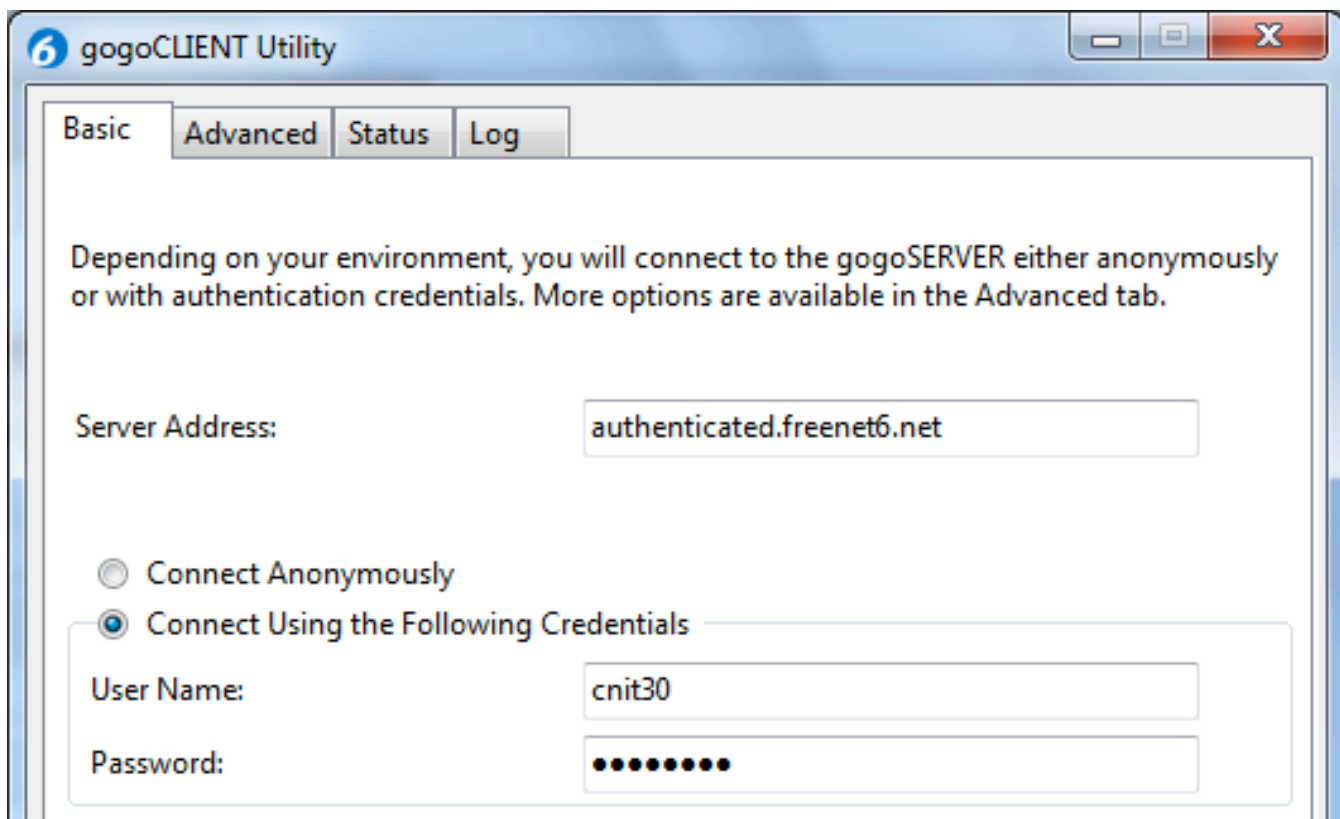 6 gogoCLIENT Utility
Basic Advanced Status Log
Depending on your environment, you will connect to the gogoSERVER either anonymously
or with authentication credentials. More options are available in the Advanced tab.
Server Address: authenticated.freenet6.net
Connect Anonymously
Connect Using the Following Credentials
User Name: cnit30
Password: ●●●●●●●●